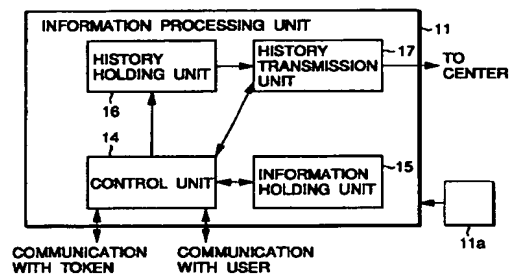 INFORMATION PROCESSING UNIT
11
HISTORY
HOLDING UNIT
16
HISTORY
TRANSMISSION
UNIT
17
TO
CENTER
14
CONTROL UNIT
15
INFORMATION
HOLDING UNIT
11a
COMMUNICATION
WITH TOKEN
COMMUNICATION
WITH USER